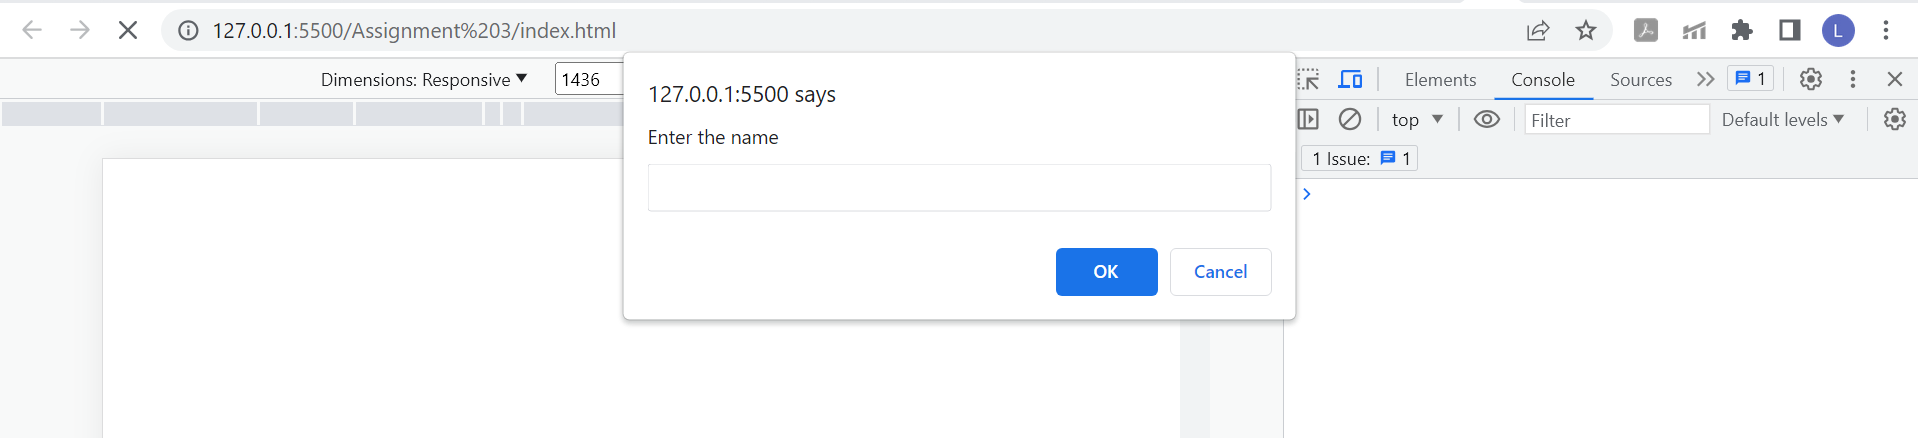 127.0.0.1:5500/Assignment%203/index.html
L
Dimensions: Responsive
1436
127.0.0.1:5500 says
Enter the name
OK
Cancel
Elements
Console
Sources
1
top
Filter
Default levels
1 Issue:
1